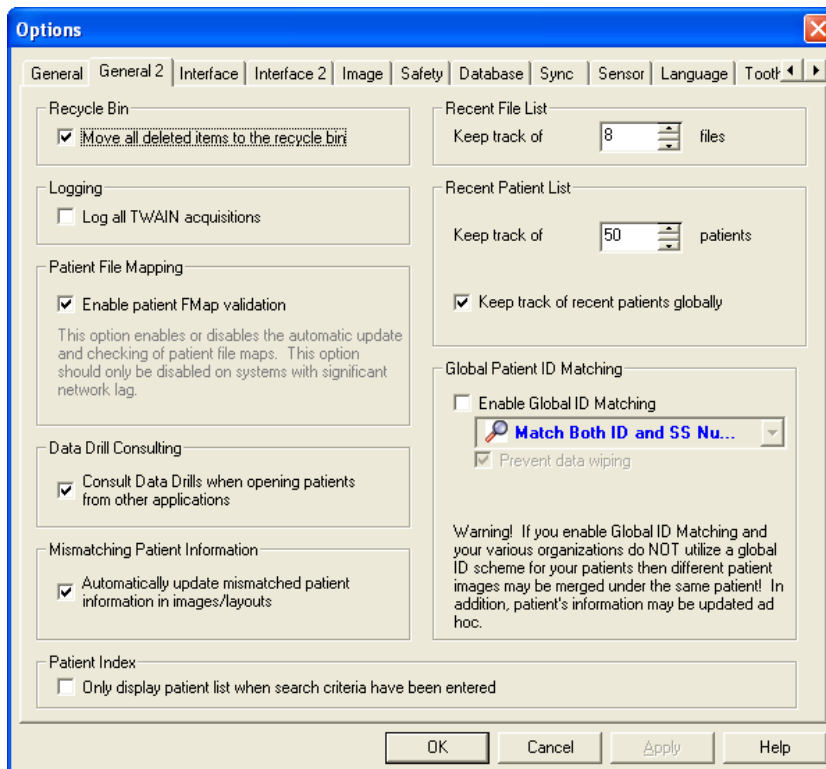 Options
General
General 2
Interface
Interface 2
Image
Safety
Database
Sync
Sensor
Language
Tooth
Recycle Bin
Move all deleted items to the recycle bin
Logging
Log all TWAIN acquisitions
Patient File Mapping
Enable patient FMap validation
This option enables or disables the automatic update
and checking of patient file maps. This option
should only be disabled on systems with significant
network lag.
Data Drill Consulting
Consult Data Drills when opening patients
from other applications
Mismatching Patient Information
Automatically update mismatched patient
information in images/layouts
Recent File List
Keep track of 8 files
Recent Patient List
Keep track of 50 patients
Keep track of recent patients globally
Global Patient ID Matching
Enable Global ID Matching
Match Both ID and SS Nu...
Prevent data wiping
Warning! If you enable Global ID Matching and
your various organizations do NOT utilize a global
ID scheme for your patients then different patient
images may be merged under the same patient! In
addition, patient's information may be updated ad
hoc.
Patient Index
Only display patient list when search criteria have been entered
OK
Cancel
Apply
Help